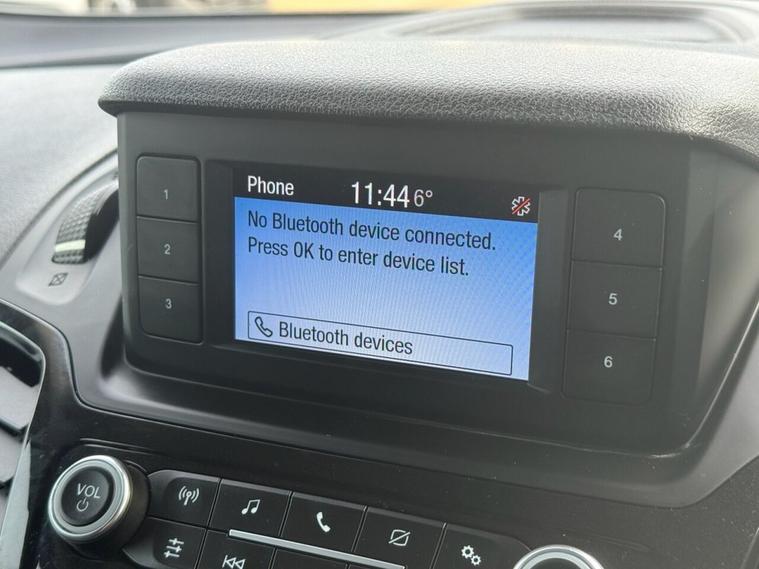 Phone 11:44 6°
No Bluetooth device connected.
Press OK to enter device list.
Bluetooth devices
1
2
3
4
5
6
VOL